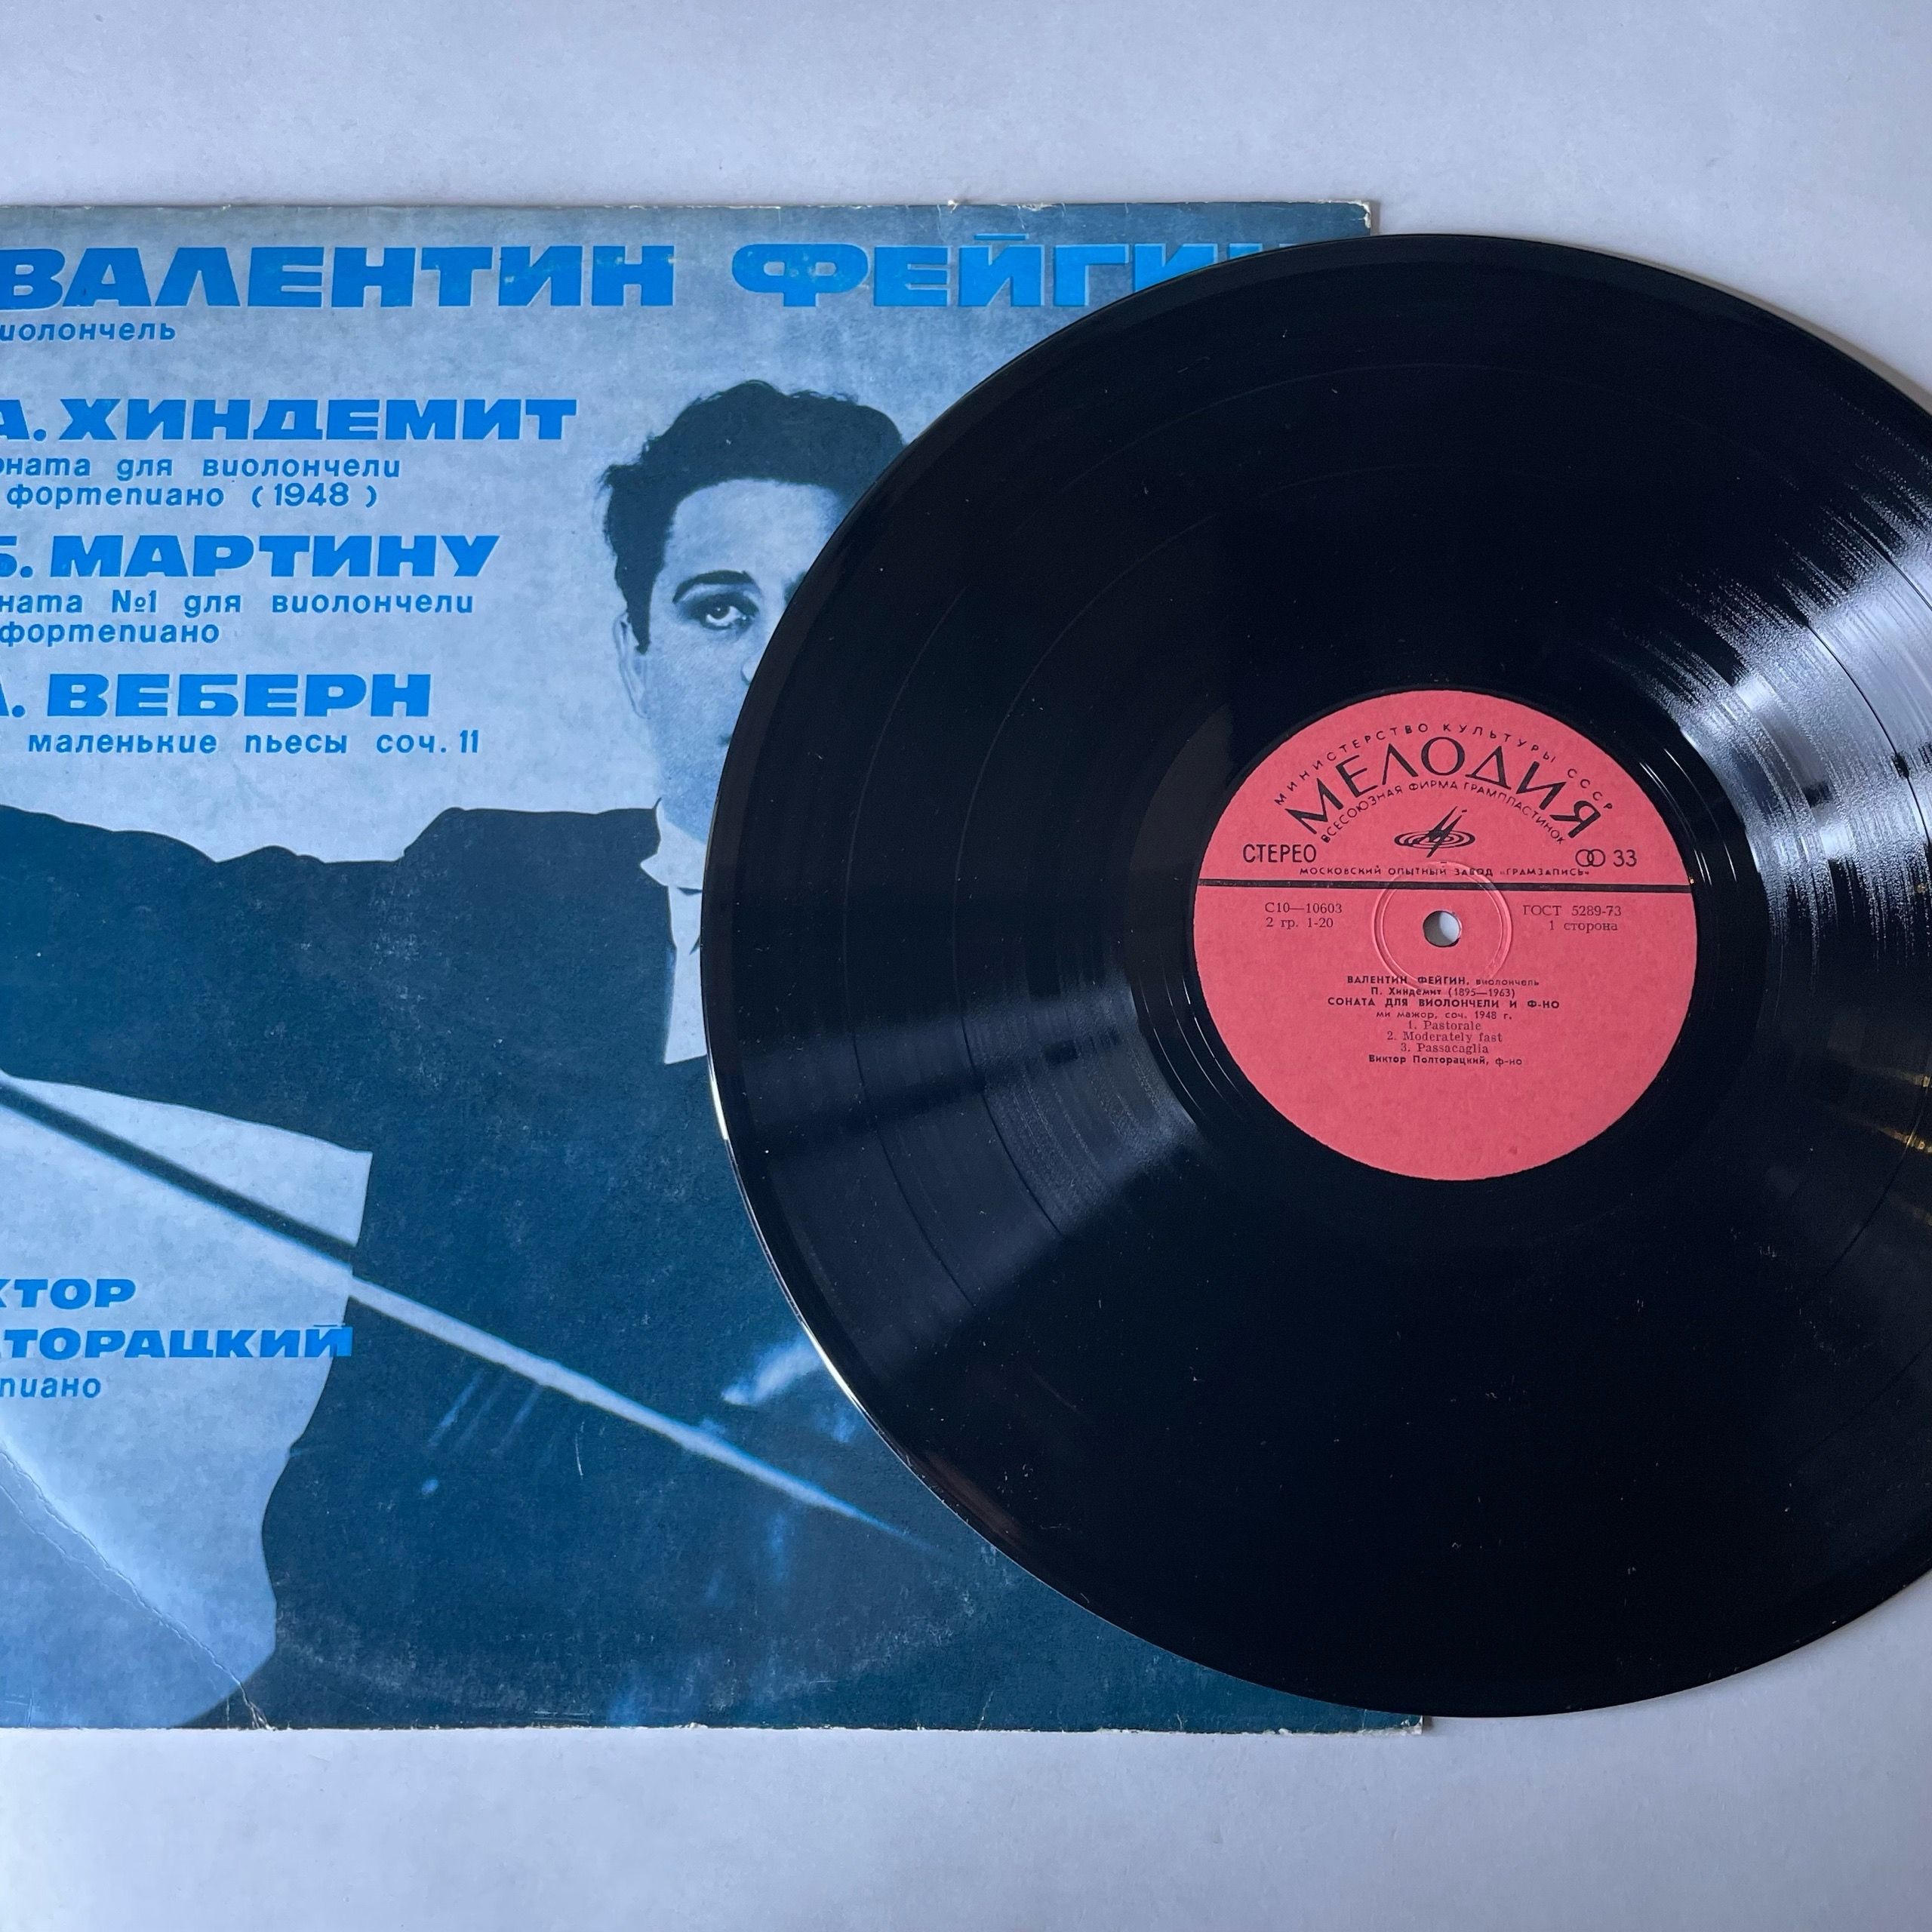 ВАЛЕНТИН ФЕЙГИН
иолончель
А. ХИНДЕМИТ
оната для виолончели
фортепиано (1948)
Б. МАРТИНУ
ната №1 для виолончели
фортепиано
А. ВЕБЕРН
маленькие пьесы соч. 11
КТОР
ТОРАЦКИЙ
пиано
МИНИСТЕРСТВО КУЛЬТУРЫ СССР
МЕЛОДИЯ
ВСЕСОЮЗНАЯ ФИРМА ГРАМПЛАСТИНОК
СТЕРЕО 33
МОСКОВСКИЙ ОПЫТНЫЙ ЗАВОД «ГРАМЗАПИСЬ»
С10—10603 ГОСТ 5289-73
2 гр. 1-20 1 сторона
ВАЛЕНТИН ФЕЙГИН, виолончель
П. Хиндемит (1895—1963)
СОНАТА ДЛЯ ВИОЛОНЧЕЛИ И Ф-НО
ми мажор, соч. 1948 г.
1. Pastorale
2. Moderately fast
3. Passacaglia
Виктор Полторацкий, ф-но